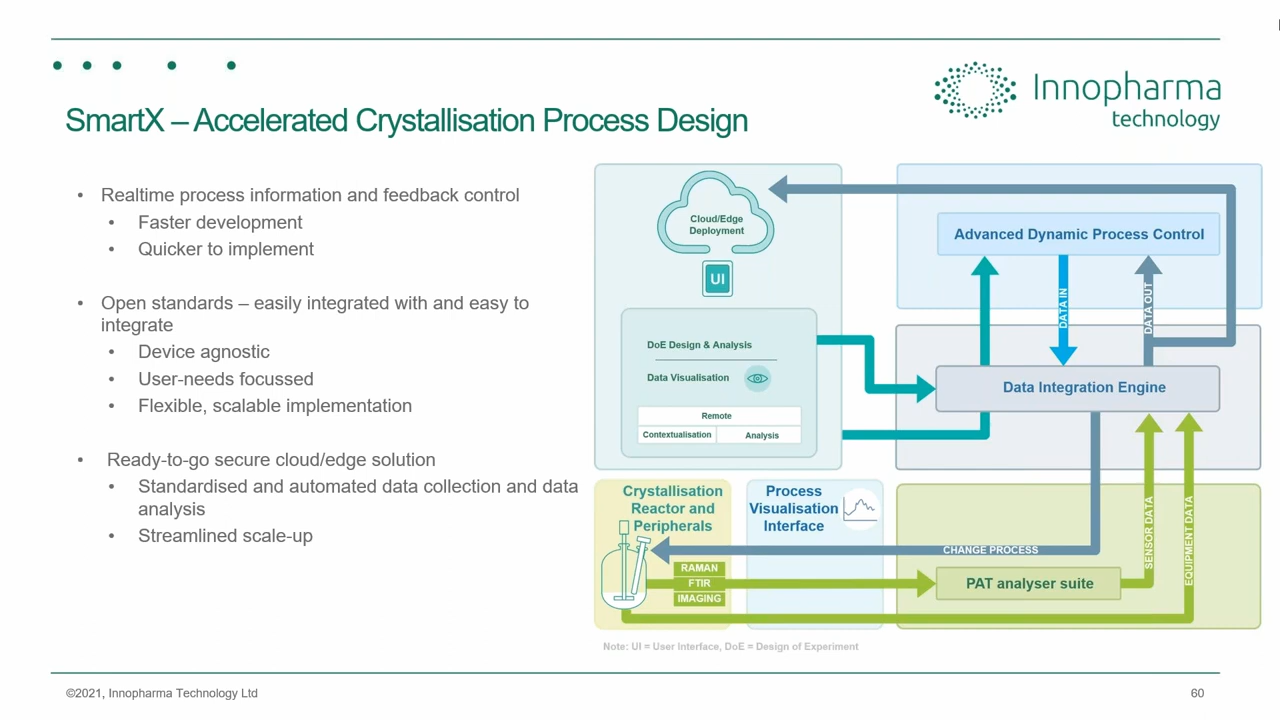 Innopharma
technology
SmartX – Accelerated Crystallisation Process Design
• Realtime process information and feedback control
• Faster development
• Quicker to implement
• Open standards – easily integrated with and easy to
integrate
• Device agnostic
• User-needs focussed
• Flexible, scalable implementation
• Ready-to-go secure cloud/edge solution
• Standardised and automated data collection and data
analysis
• Streamlined scale-up
Cloud/Edge
Deployment
UI
DoE Design & Analysis
Data Visualisation
Remote
Contextualisation
Analysis
Advanced Dynamic Process Control
DATA IN
DATA OUT
Data Integration Engine
Crystallisation
Reactor and
Peripherals
Process
Visualisation
Interface
CHANGE PROCESS
RAMAN
FTIR
IMAGING
PAT analyser suite
SENSOR DATA
EQUIPMENT DATA
Note: UI = User Interface, DoE = Design of Experiment
©2021, Innopharma Technology Ltd
60